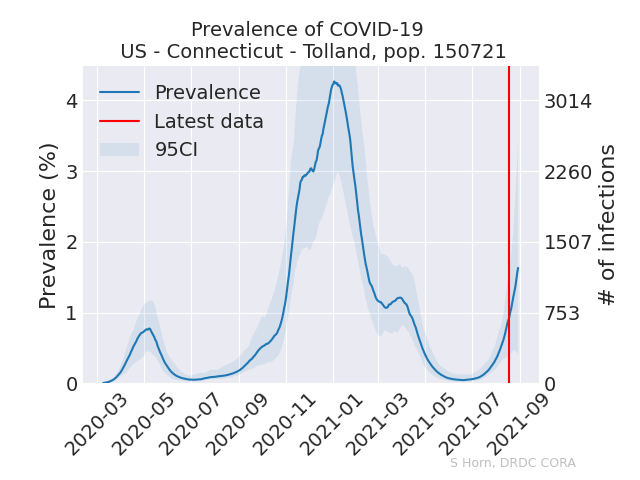 Prevalence of COVID-19
US - Connecticut - Tolland, pop. 150721
Prevalence
Latest data
95CI
Prevalence (%)
4
3
2
1
0
3014
2260
1507
753
0
# of infections
2020-03
2020-05
2020-07
2020-09
2020-11
2021-01
2021-03
2021-05
2021-07
2021-09
S Horn, DRDC CORA